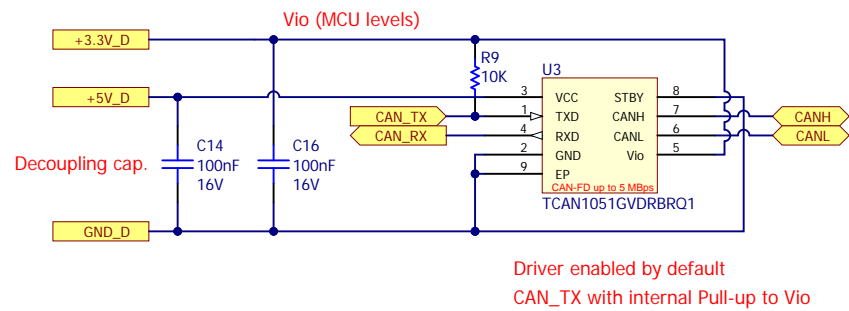 Vio (MCU levels)
+3.3V_D
R9
10K
U3
+5V_D
3
VCC
STBY
8
CAN_TX
1
TXD
CANH
7
CANH
CAN_RX
4
RXD
CANL
6
CANL
2
GND
Vio
5
9
EP
CAN-FD up to 5 MBps
TCAN1051GVDRBRQ1
Decoupling cap.
C14
100nF
16V
C16
100nF
16V
GND_D
Driver enabled by default
CAN_TX with internal Pull-up to Vio